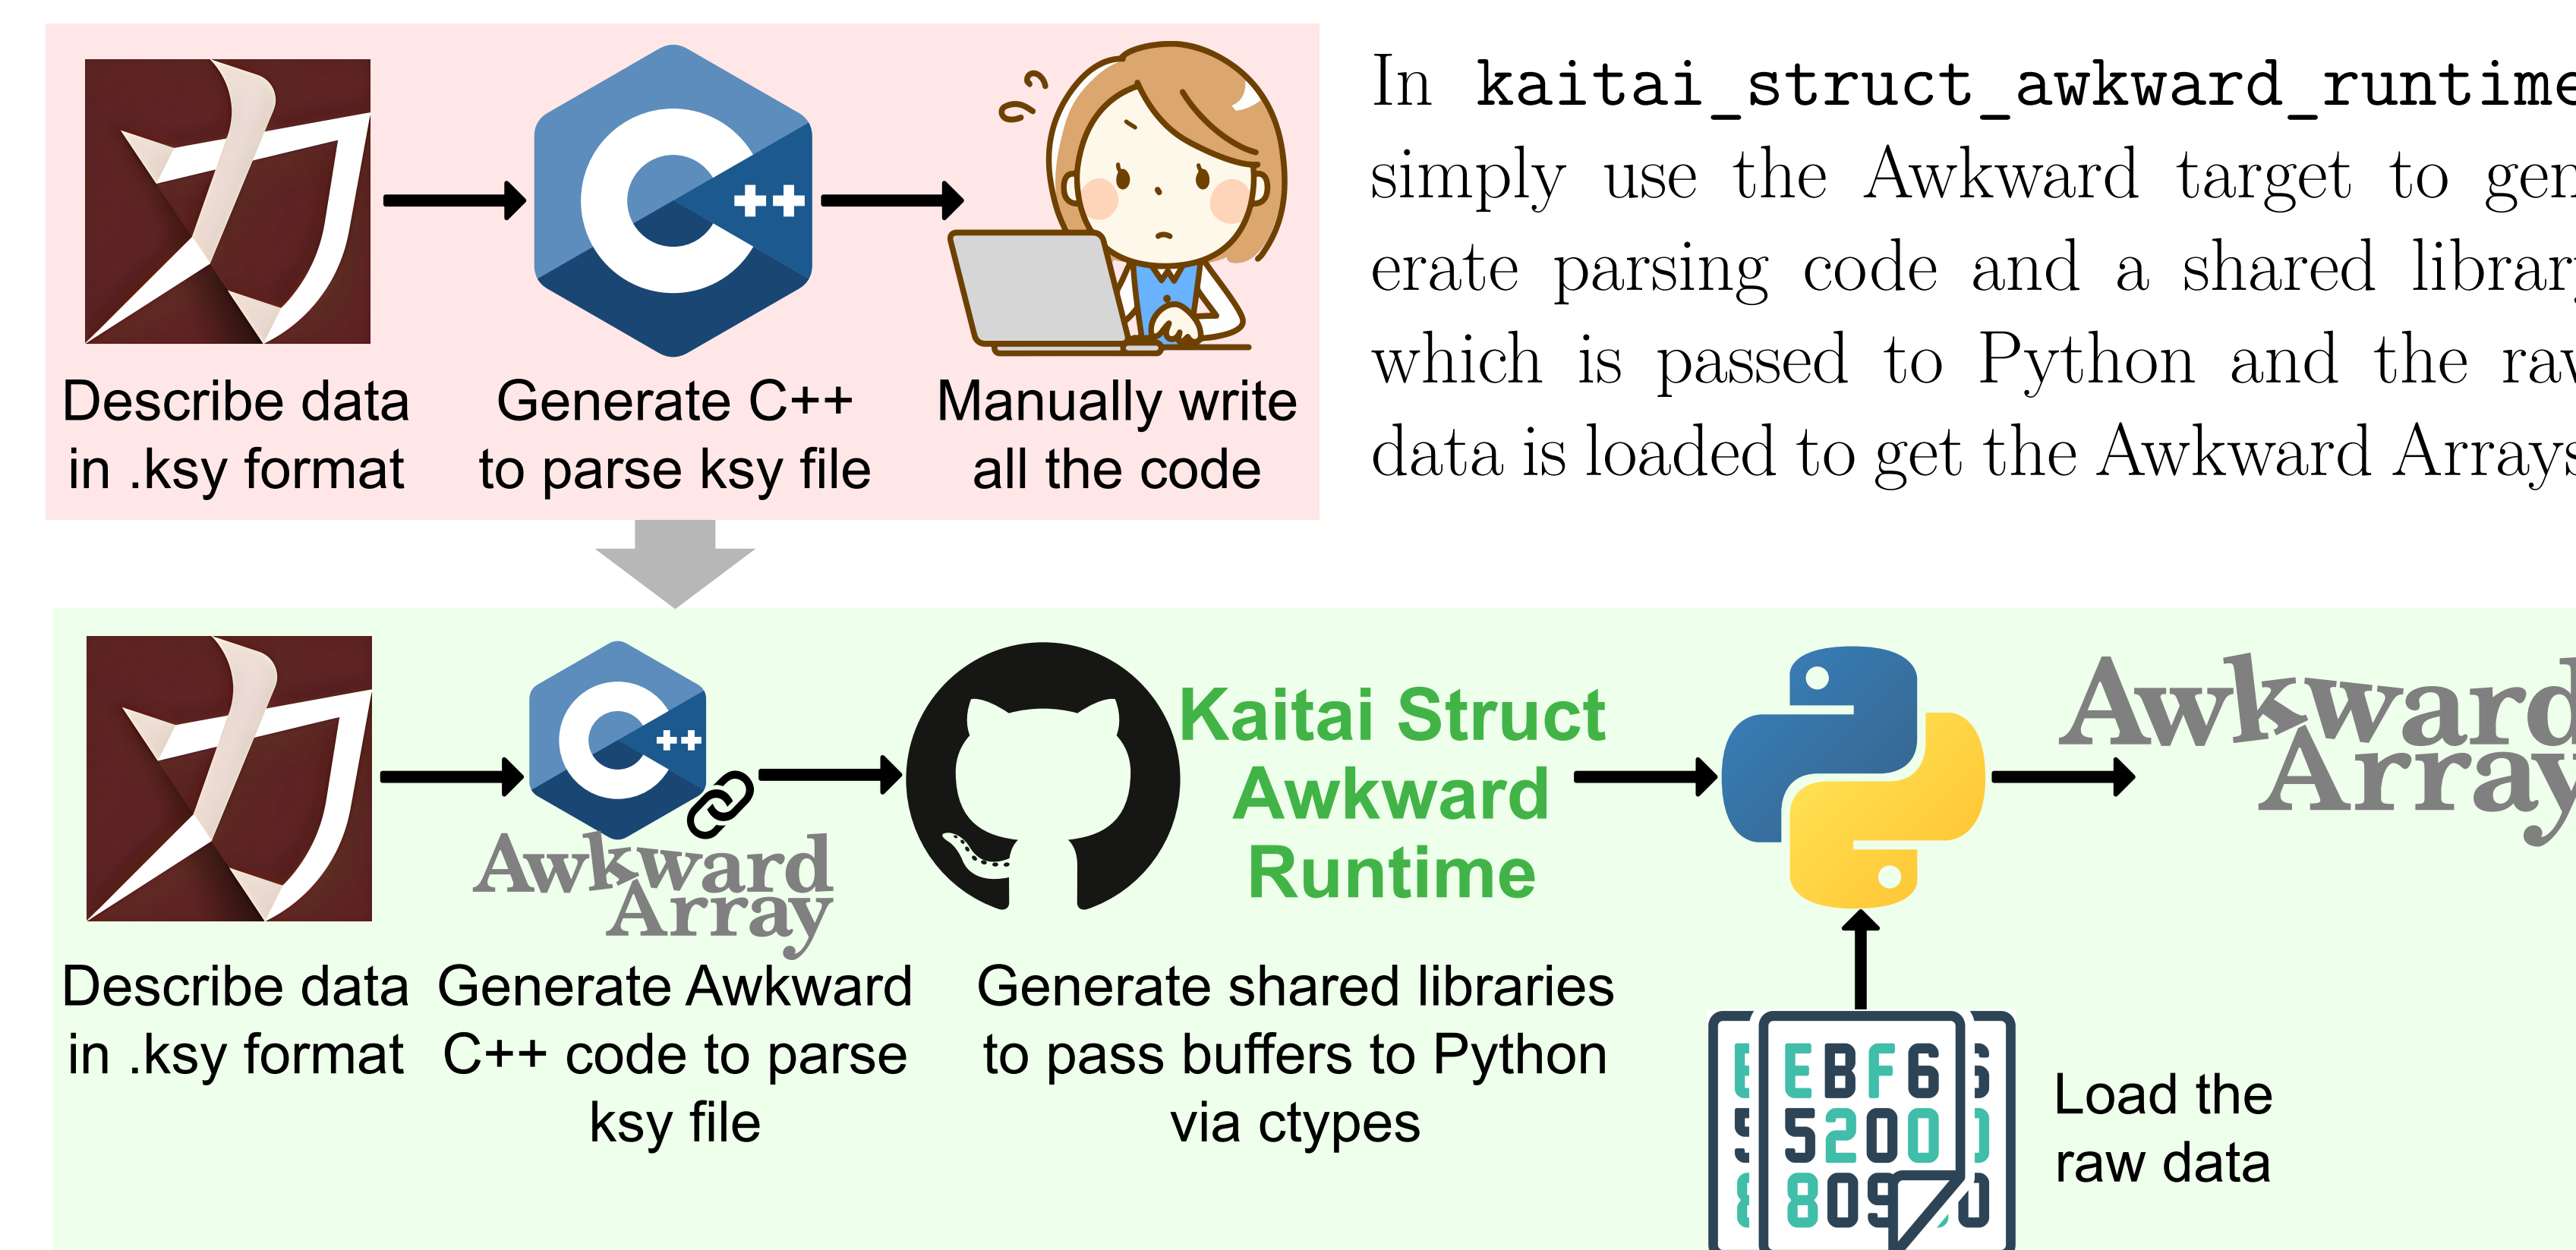 Describe data
in .ksy format
Generate C++
to parse ksy file
Manually write
all the code
In kaitai_struct_awkward_runtime
simply use the Awkward target to gen
erate parsing code and a shared library
which is passed to Python and the raw
data is loaded to get the Awkward Arrays
++
++
Awkward
Array
Kaitai Struct
Awkward
Runtime
Awkward
Array
Describe data
in .ksy format
Generate Awkward
C++ code to parse
ksy file
Generate shared libraries
to pass buffers to Python
via ctypes
EBF6
5200
809
Load the
raw data